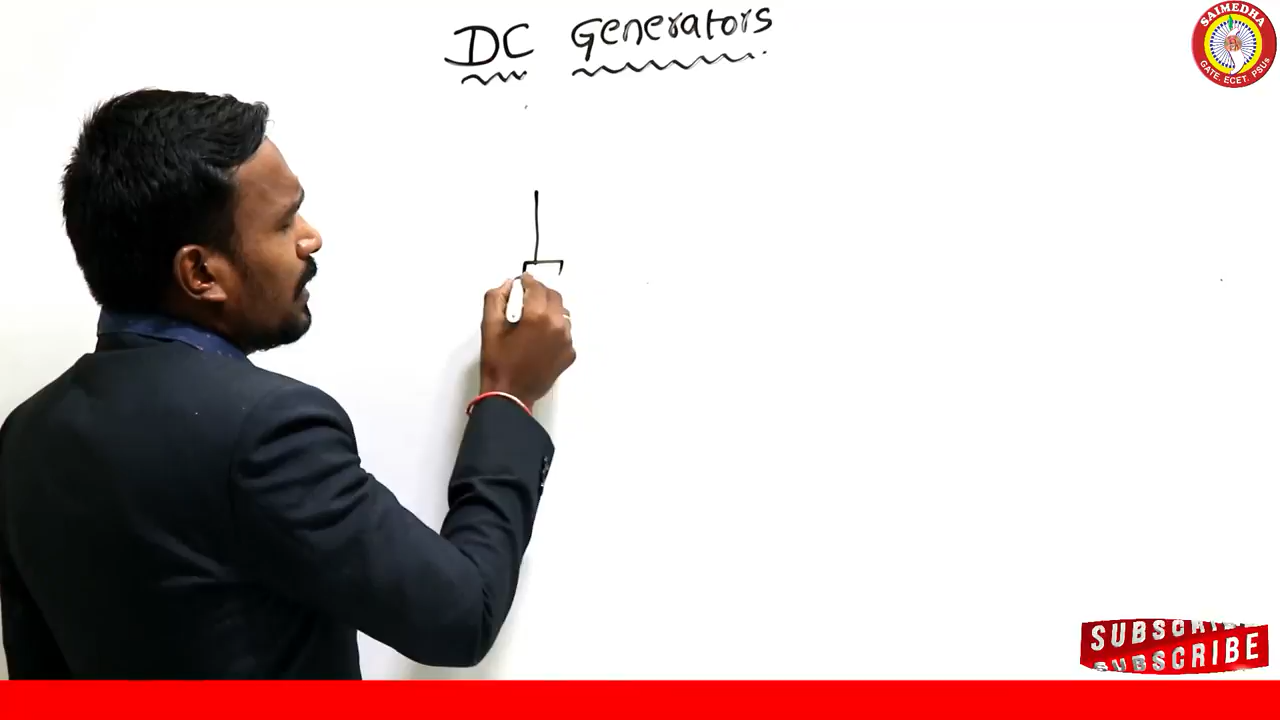 DC Generators
SAIMEDHA
GATE. ECET. PSUs
SUBSCRIBE
SUBSCRIBE